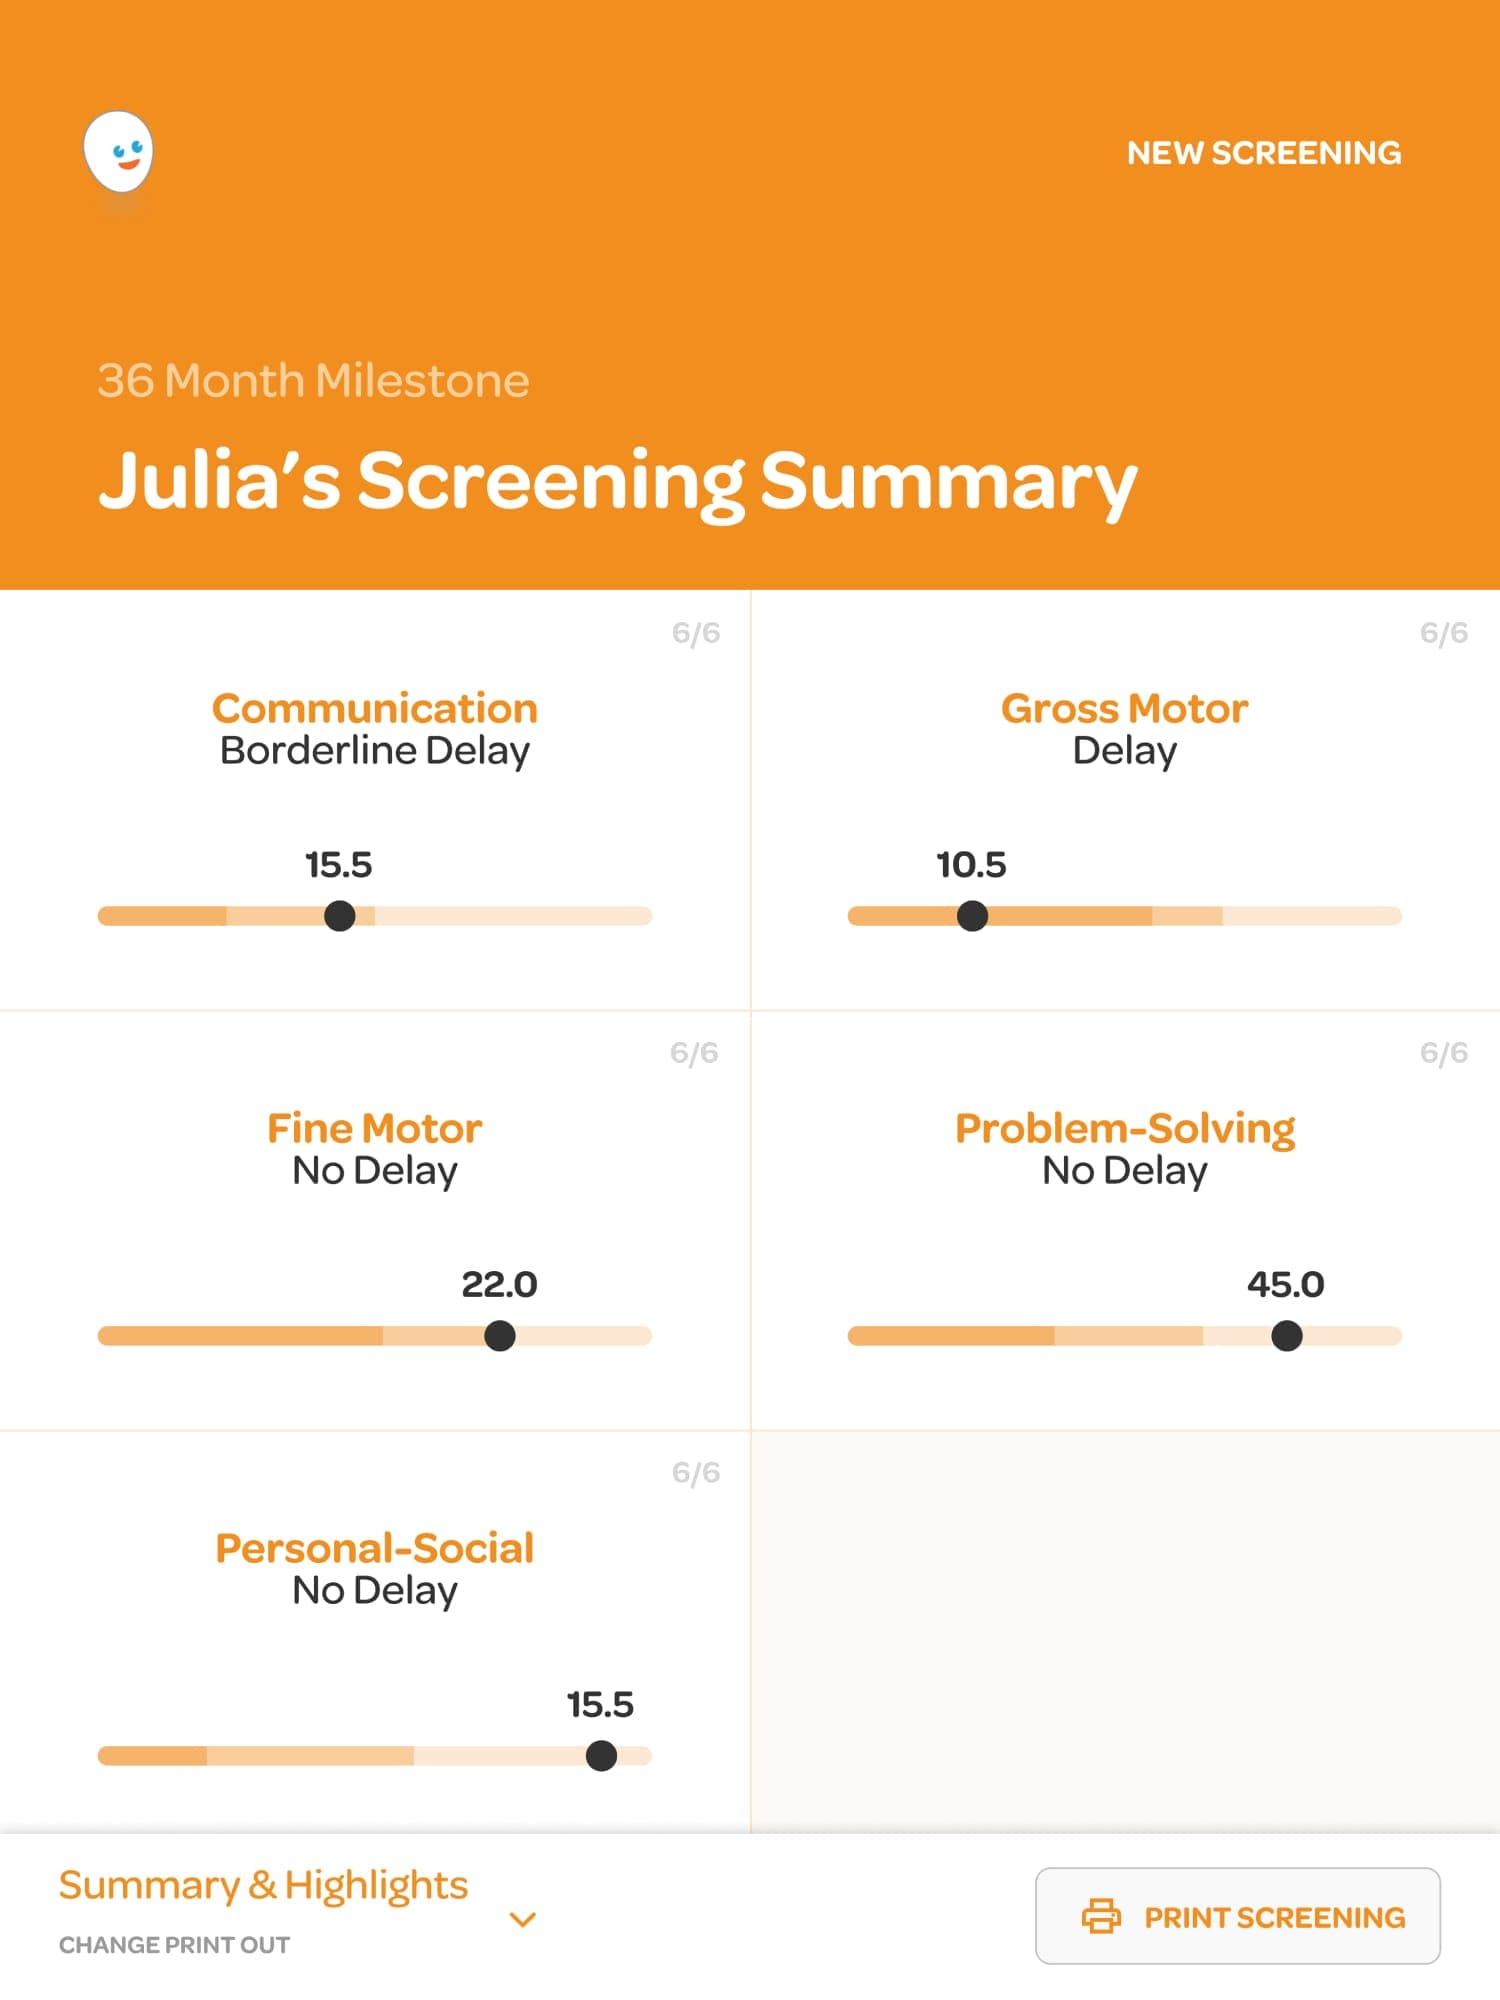 NEW SCREENING
36 Month Milestone
Julia's Screening Summary
6/6
Communication
Borderline Delay
15.5
6/6
Gross Motor
Delay
10.5
6/6
Fine Motor
No Delay
22.0
6/6
Problem-Solving
No Delay
45.0
6/6
Personal-Social
No Delay
15.5
Summary & Highlights
CHANGE PRINT OUT
PRINT SCREENING